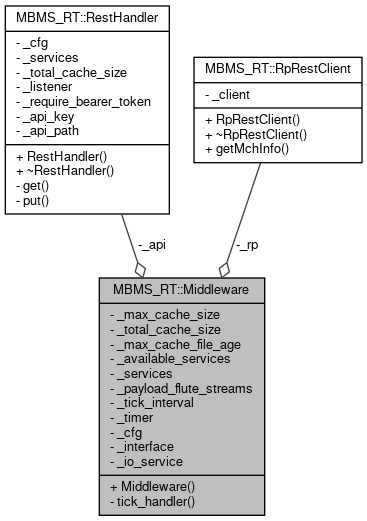 MBMS_RT::RestHandler
- _cfg
- _services
- _total_cache_size
- _listener
- _require_bearer_token
- _api_key
- _api_path
+ RestHandler()
+ ~RestHandler()
- get()
- put()
MBMS_RT::RpRestClient
- _client
+ RpRestClient()
+ ~RpRestClient()
+ getMchInfo()
-_api
-_rp
MBMS_RT::Middleware
- _max_cache_size
- _total_cache_size
- _max_cache_file_age
- _available_services
- _services
- _payload_flute_streams
- _tick_interval
- _timer
- _cfg
- _interface
- _io_service
+ Middleware()
- tick_handler()